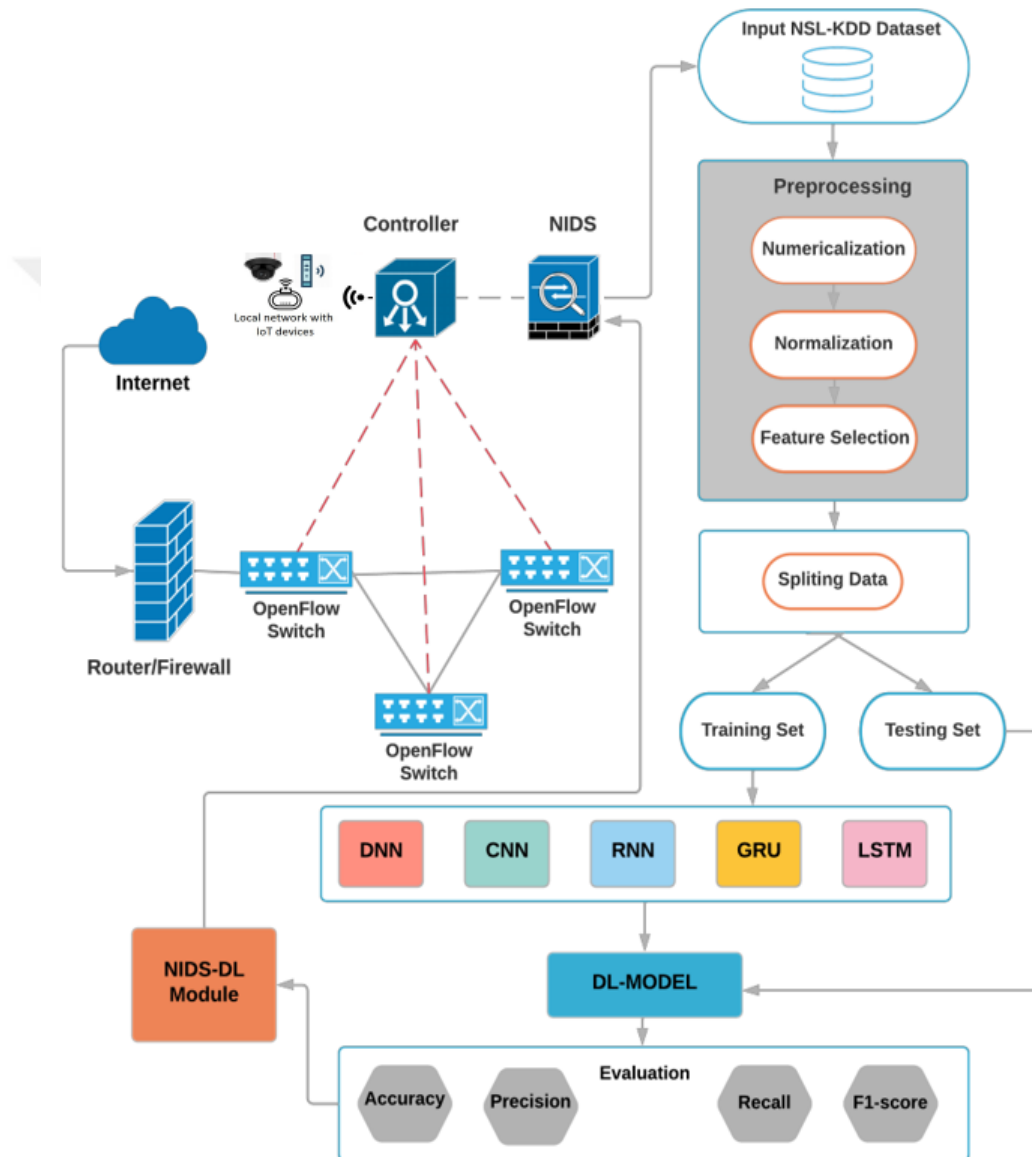 Input NSL-KDD Dataset
Preprocessing
Numericalization
Normalization
Feature Selection
Controller
NIDS
Local network with
IoT devices
Internet
Router/Firewall
OpenFlow
Switch
OpenFlow
Switch
OpenFlow
Switch
Spliting Data
Training Set
Testing Set
DNN
CNN
RNN
GRU
LSTM
NIDS-DL
Module
DL-MODEL
Evaluation
Accuracy
Precision
Recall
F1-score